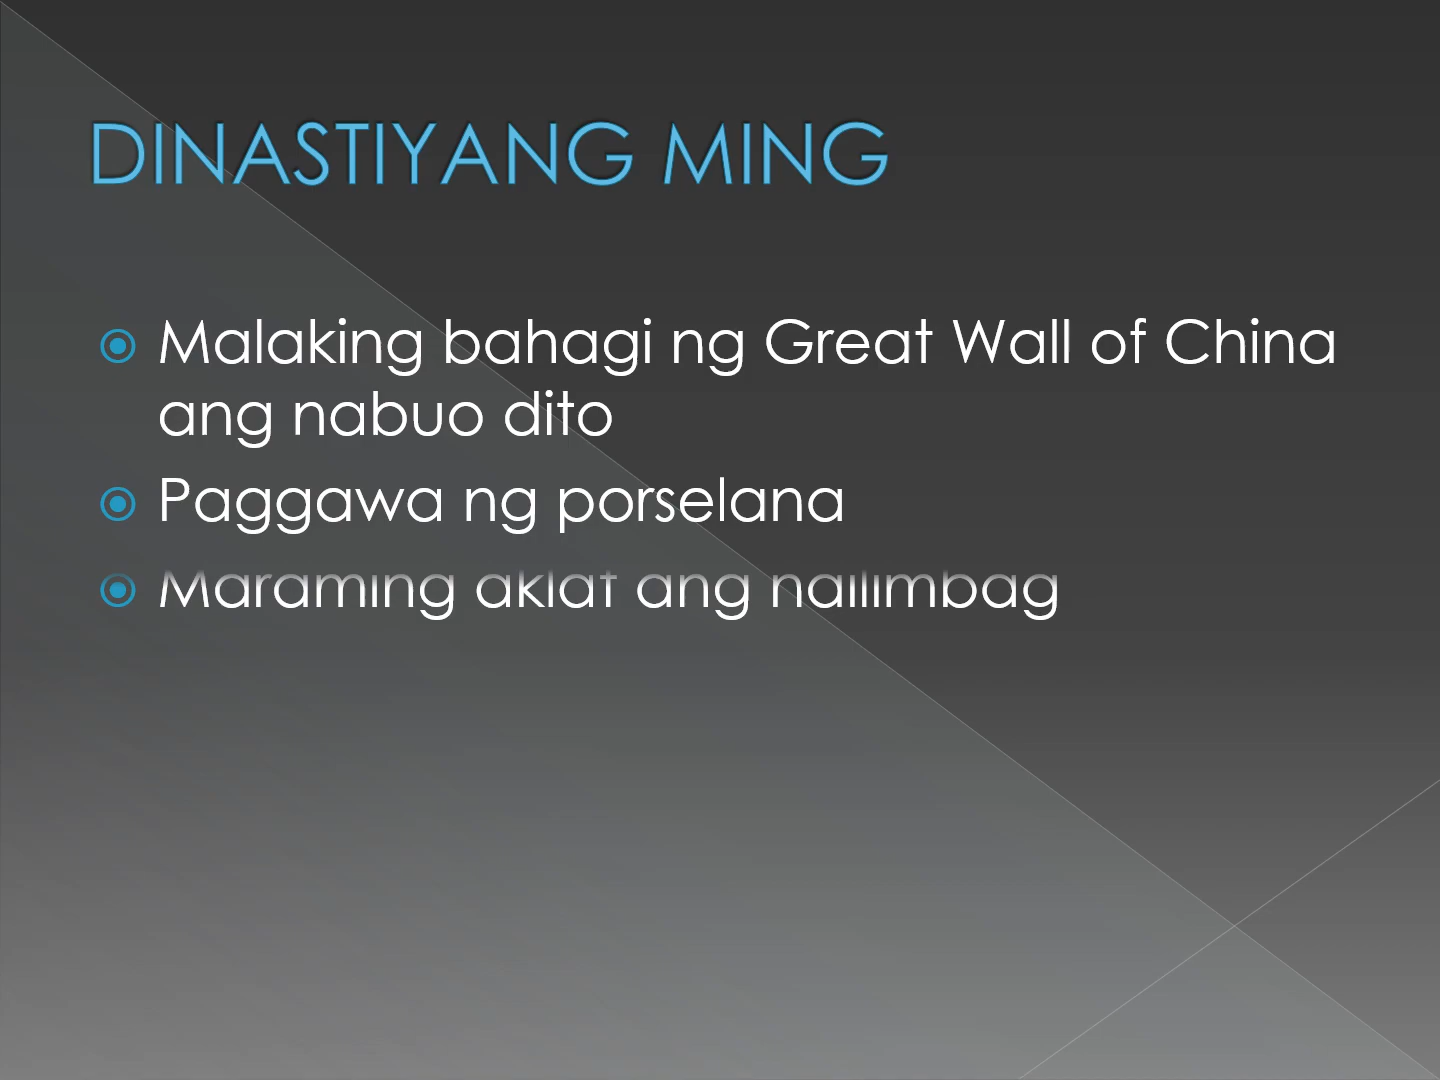 DINASTIYANG MING
Malaking bahagi ng Great Wall of China
ang nabuo dito
Paggawa ng porselana
Maraming aklat ang nailimbag